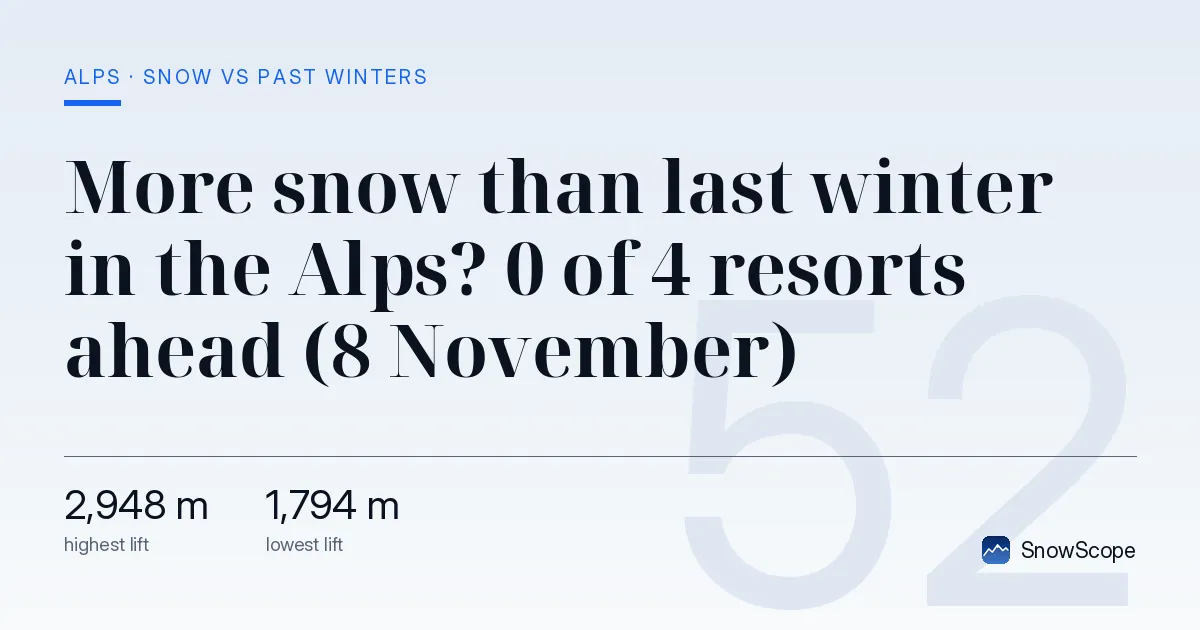 ALPS · SNOW VS PAST WINTERS
More snow than last winter
in the Alps? 0 of 4 resorts
ahead (8 November)
52
2,948 m 1,794 m
highest lift lowest lift
SnowScope